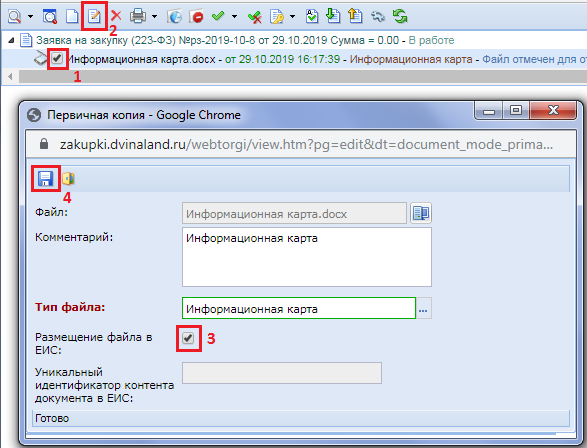 2
Заявка на закупку (223-ФЗ) №pз-2019-10-8 от 29.10.2019 Сумма = 0.00 - В работе
Информационная карта.docx - от 29.10.2019 16:17:39 - Информационная карта - Файл отмечен для от
1
Первичная копия - Google Chrome
zakupki.dvinaland.ru/webtorgi/view.htm?pg=edit&dt=document_mode_prima...
4
Файл:
Информационная карта.docx
Комментарий:
Информационная карта
Тип файла:
Информационная карта
...
Размещение файла в
ЕИС:
3
Уникальный
идентификатор контента
документа в ЕИС:
Готово